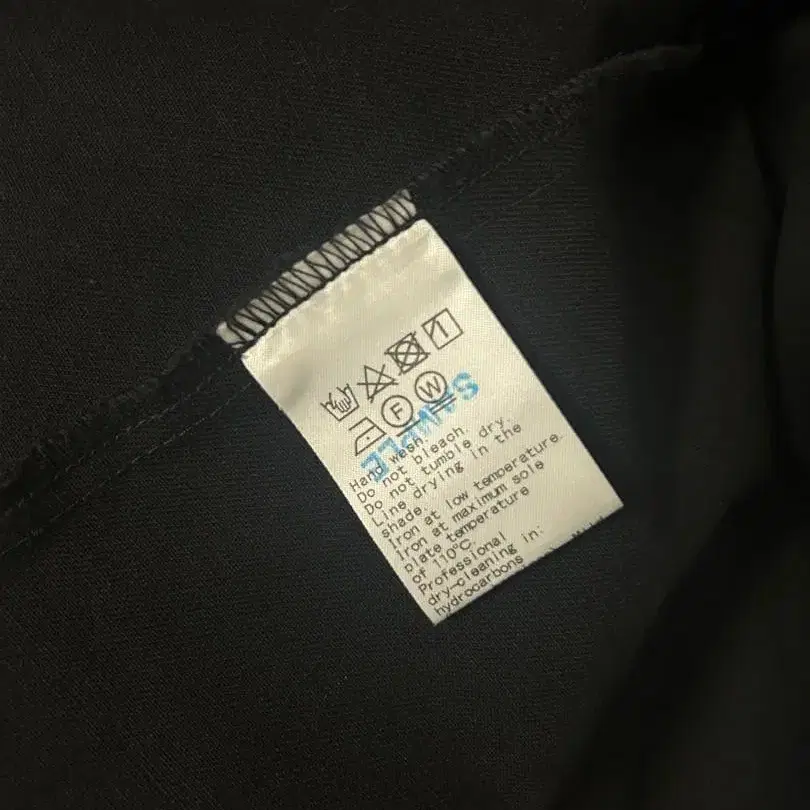 F W
SAMPLE
Hand wash.
Do not bleach.
Do not tumble dry.
Line drying in the
shade.
Iron at low temperature.
Iron at maximum sole
plate temperature
of 110°C.
Professional
dry-cleaning in:
hydrocarbons